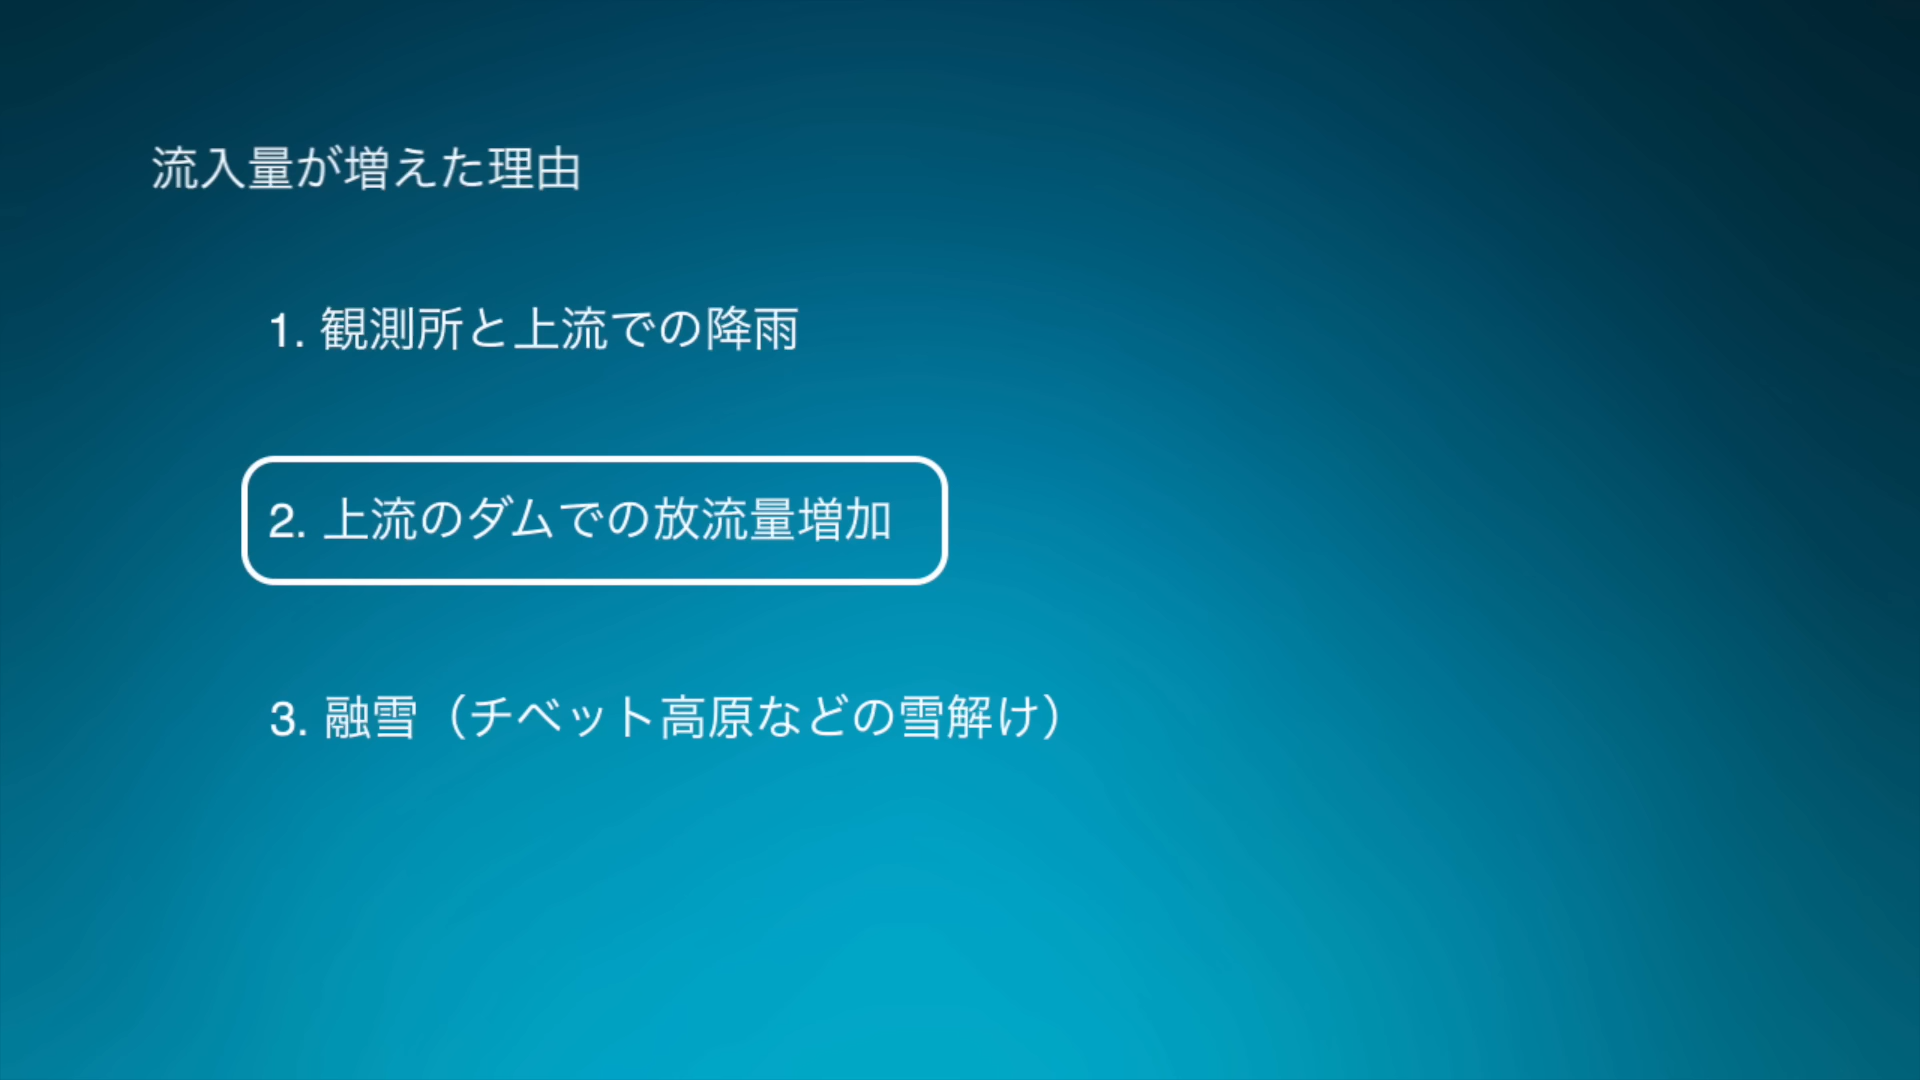 流入量が増えた理由
1. 観測所と上流での降雨
2. 上流のダムでの放流量増加
3. 融雪（チベット高原などの雪解け）